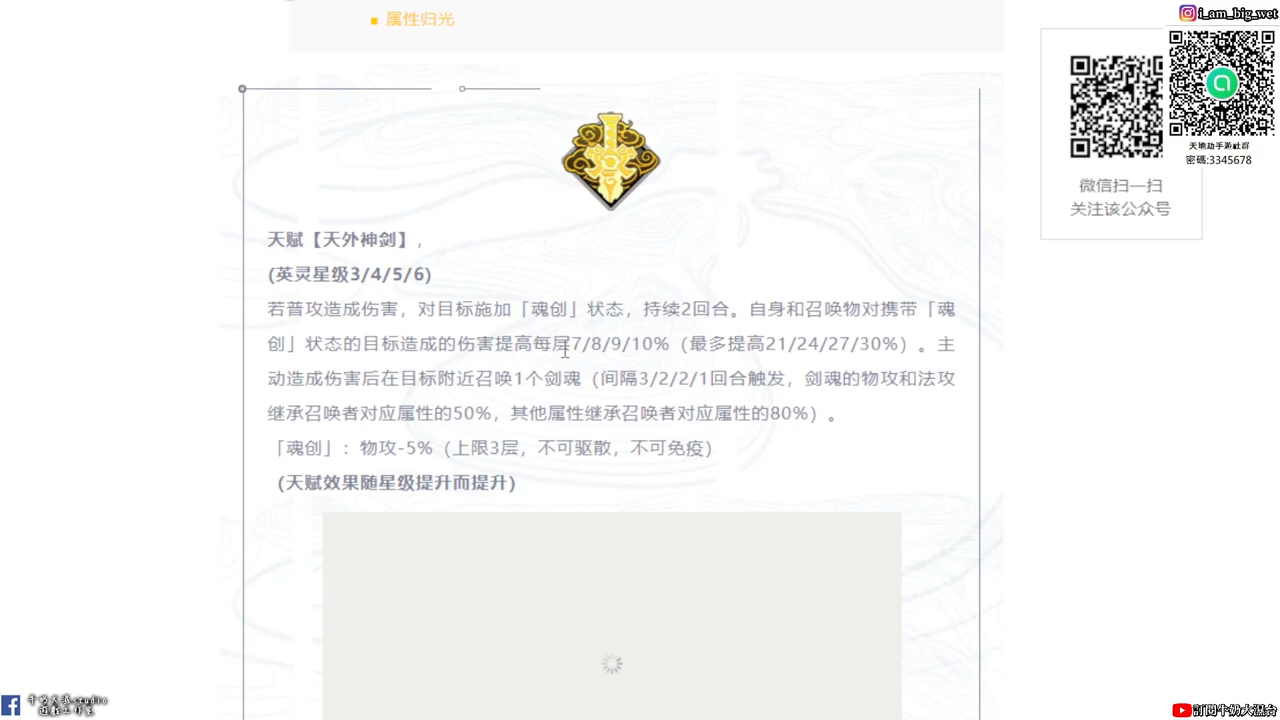 属性归光
i_am_big_wet
天地劫手游社群
密碼:3345678
微信扫一扫
关注该公众号
天赋【天外神剑】,
(英灵星级3/4/5/6)
若普攻造成伤害，对目标施加「魂创」状态，持续2回合。自身和召唤物对携带「魂
创」状态的目标造成的伤害提高每层7/8/9/10%（最多提高21/24/27/30%）。主
动造成伤害后在目标附近召唤1个剑魂（间隔3/2/2/1回合触发，剑魂的物攻和法攻
继承召唤者对应属性的50%，其他属性继承召唤者对应属性的80%）。
「魂创」：物攻-5%（上限3层，不可驱散，不可免疫）
(天赋效果随星级提升而提升)
studio
遊戲工作室
訂閱牛奶大濕台